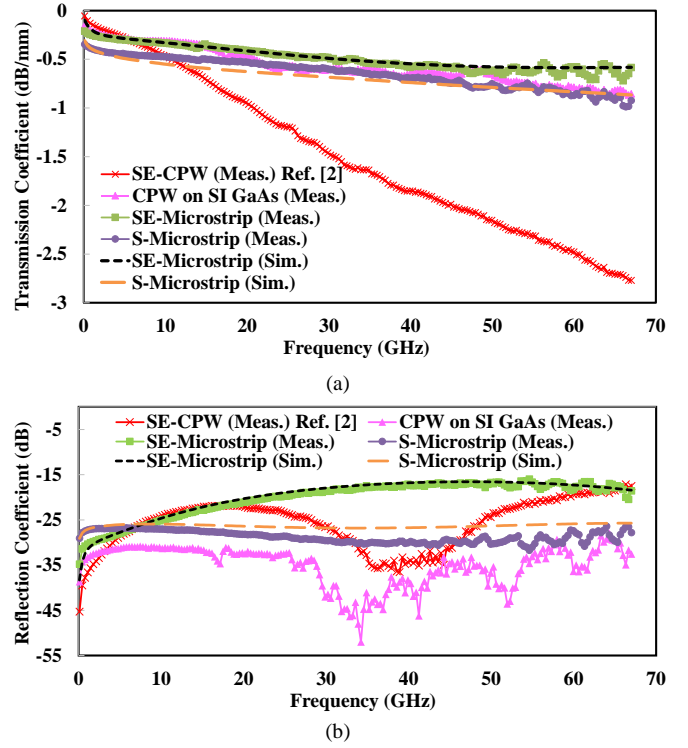 0
-0.5
-1
-1.5
-2
-2.5
-3
Transmission Coefficient (dB/mm)
SE-CPW (Meas.) Ref. [2]
CPW on SI GaAs (Meas.)
SE-Microstrip (Meas.)
S-Microstrip (Meas.)
SE-Microstrip (Sim.)
S-Microstrip (Sim.)
0 10 20 30 40 50 60 70
Frequency (GHz)
(a)
-5
-15
-25
-35
-45
-55
Reflection Coefficient (dB)
SE-CPW (Meas.) Ref. [2] CPW on SI GaAs (Meas.)
SE-Microstrip (Meas.) S-Microstrip (Meas.)
SE-Microstrip (Sim.) S-Microstrip (Sim.)
0 10 20 30 40 50 60 70
Frequency (GHz)
(b)